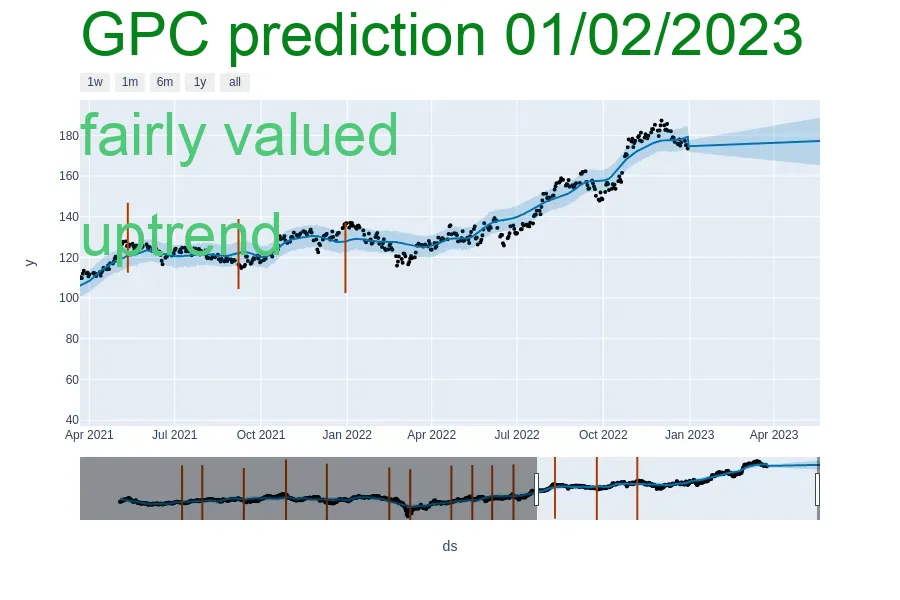 GPC prediction 01/02/2023
1w 1m 6m 1y all
fairly valued
uptrend
180
160
140
120
100
80
60
40
y
Apr 2021 Jul 2021 Oct 2021 Jan 2022 Apr 2022 Jul 2022 Oct 2022 Jan 2023 Apr 2023
ds